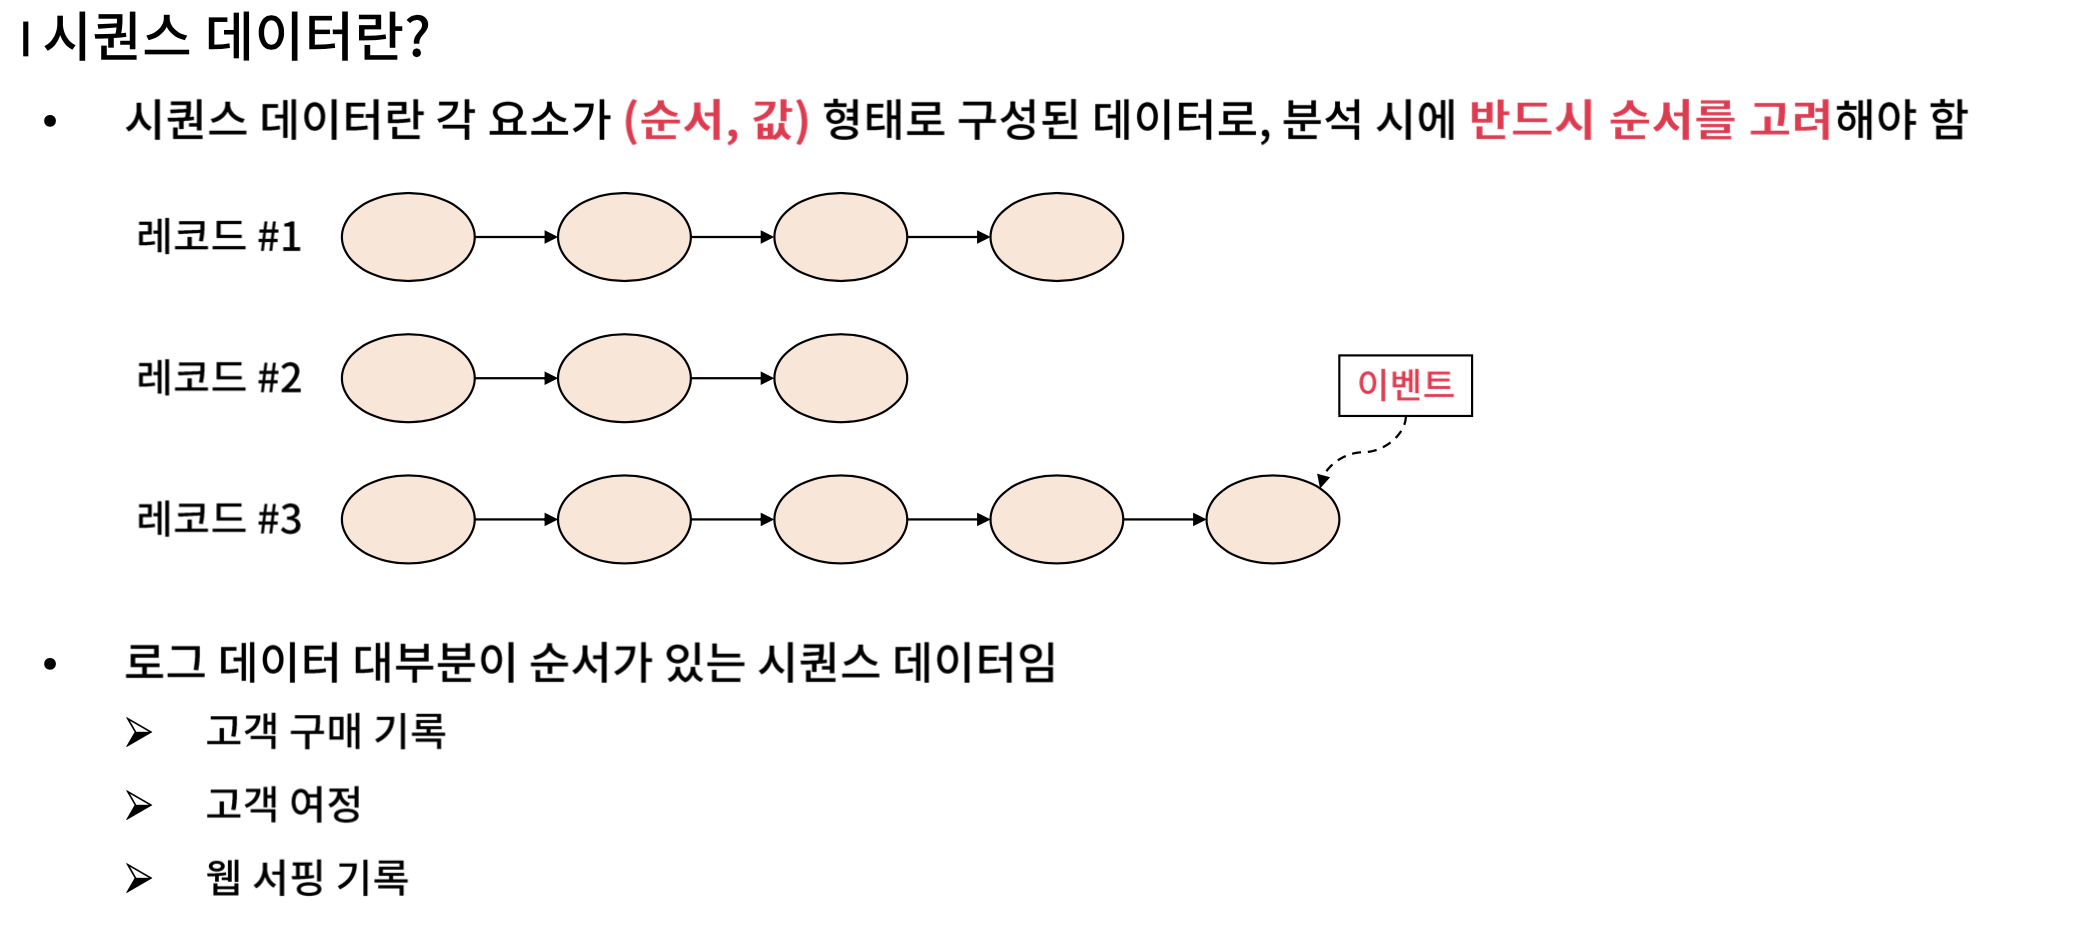 시퀀스 데이터란?
• 시퀀스 데이터란 각 요소가 (순서, 값) 형태로 구성된 데이터로, 분석 시에 반드시 순서를 고려해야 함
레코드 #1
레코드 #2
이벤트
레코드 #3
• 로그 데이터 대부분이 순서가 있는 시퀀스 데이터임
➢ 고객 구매 기록
➢ 고객 여정
➢ 웹 서핑 기록